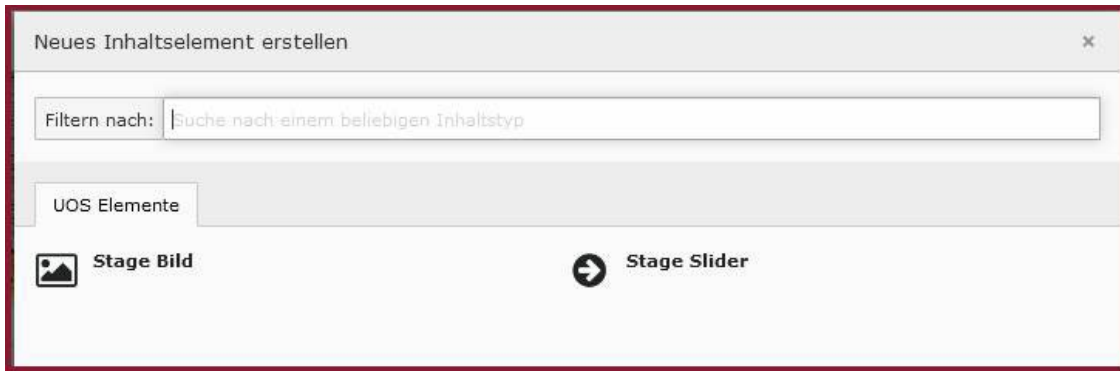 Neues Inhaltselement erstellen ×
Filtern nach: Suche nach einem beliebigen Inhaltstyp
UOS Elemente
Stage Bild Stage Slider